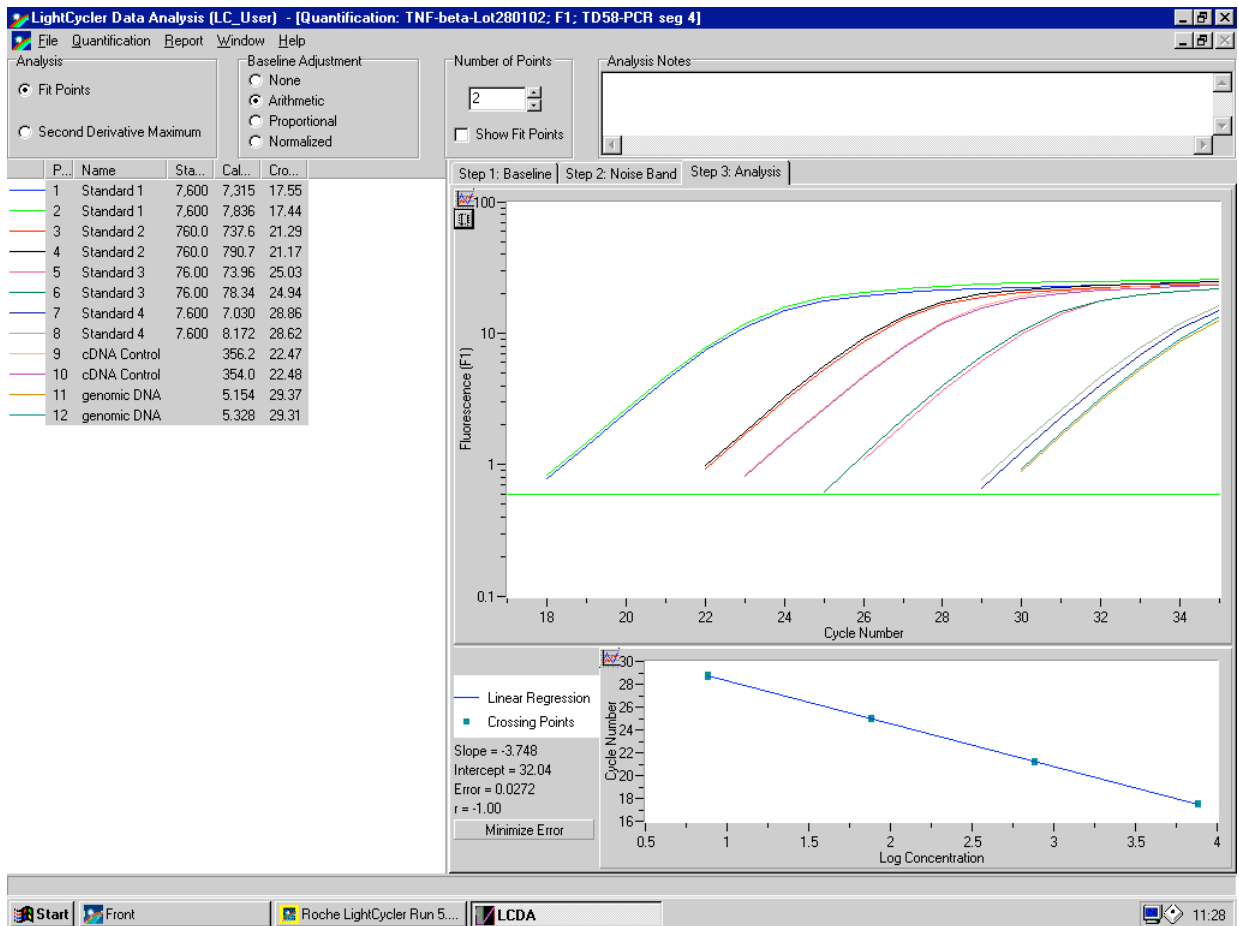 LightCycler Data Analysis (LC_User) - [Quantification: TNF-beta-Lot280102; F1; TD58-PCR seg 4]
File Quantification Report Window Help
Analysis
Fit Points
Second Derivative Maximum
Baseline Adjustment
None
Arithmetic
Proportional
Normalized
Number of Points
2
Show Fit Points
Analysis Notes
P... Name Sta... Cal... Cro...
1 Standard 1 7,600 7,315 17.55
2 Standard 1 7,600 7,836 17.44
3 Standard 2 760.0 737.6 21.29
4 Standard 2 760.0 790.7 21.17
5 Standard 3 76.00 73.96 25.03
6 Standard 3 76.00 78.34 24.94
7 Standard 4 7.600 7.030 28.86
8 Standard 4 7.600 8.172 28.62
9 cDNA Control 356.2 22.47
10 cDNA Control 354.0 22.48
11 genomic DNA 5.154 29.37
12 genomic DNA 5.328 29.31
Step 1: Baseline Step 2: Noise Band Step 3: Analysis
100
10
1
0.1
Fluorescence (F1)
18 20 22 24 26 28 30 32 34
Cycle Number
Linear Regression
Crossing Points
Slope = -3.748
Intercept = 32.04
Error = 0.0272
r = -1.00
Minimize Error
30
28
26
24
22
20
18
16
Cycle Number
0.5 1 1.5 2 2.5 3 3.5 4
Log Concentration
Start Front Roche LightCycler Run 5.... LCDA 11:28